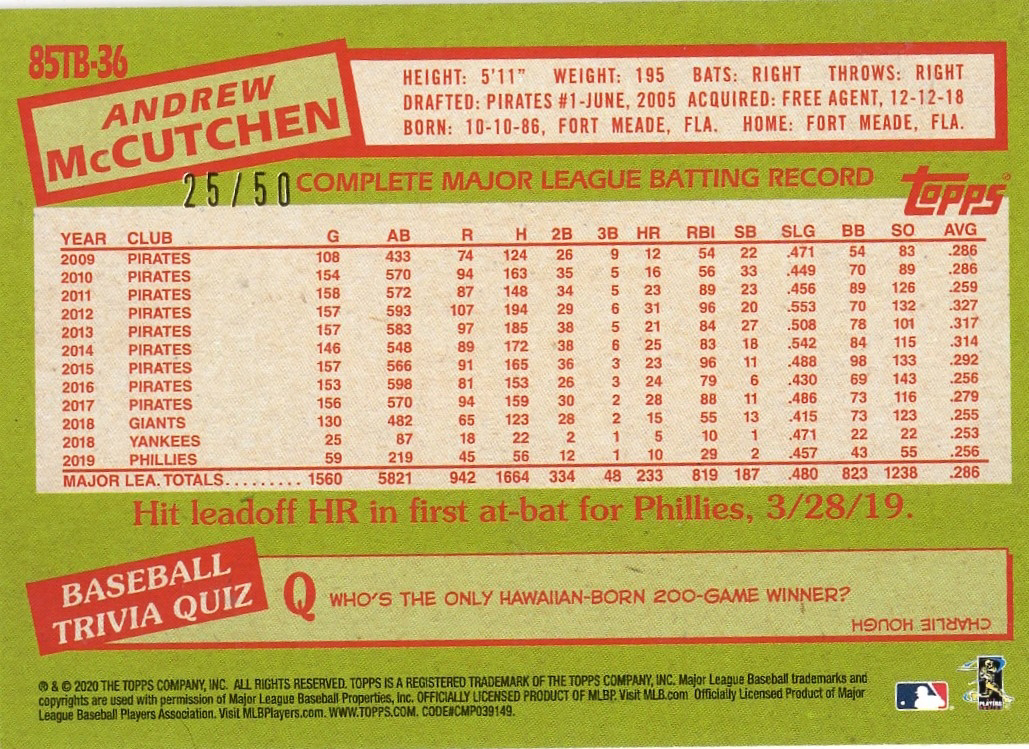 85TB-36
ANDREW
McCUTCHEN
HEIGHT: 5'11" WEIGHT: 195 BATS: RIGHT THROWS: RIGHT
DRAFTED: PIRATES #1-JUNE, 2005 ACQUIRED: FREE AGENT, 12-12-18
BORN: 10-10-86, FORT MEADE, FLA. HOME: FORT MEADE, FLA.
25/50
COMPLETE MAJOR LEAGUE BATTING RECORD
Topps®
YEAR CLUB G AB R H 2B 3B HR RBI SB SLG BB SO AVG
2009 PIRATES 108 433 74 124 26 9 12 54 22 .471 54 83 .286
2010 PIRATES 154 570 94 163 35 5 16 56 33 .449 70 89 .286
2011 PIRATES 158 572 87 148 34 5 23 89 23 .456 89 126 .259
2012 PIRATES 157 593 107 194 29 6 31 96 20 .553 70 132 .327
2013 PIRATES 157 583 97 185 38 5 21 84 27 .508 78 101 .317
2014 PIRATES 146 548 89 172 38 6 25 83 18 .542 84 115 .314
2015 PIRATES 157 566 91 165 36 3 23 96 11 .488 98 133 .292
2016 PIRATES 153 598 81 153 26 3 24 79 6 .430 69 143 .256
2017 PIRATES 156 570 94 159 30 2 28 88 11 .486 73 116 .279
2018 GIANTS 130 482 65 123 28 2 15 55 13 .415 73 123 .255
2018 YANKEES 25 87 18 22 2 1 5 10 1 .471 22 22 .253
2019 PHILLIES 59 219 45 56 12 1 10 29 2 .457 43 55 .256
MAJOR LEA. TOTALS......... 1560 5821 942 1664 334 48 233 819 187 .480 823 1238 .286
Hit leadoff HR in first at-bat for Phillies, 3/28/19.
BASEBALL
TRIVIA QUIZ
Q WHO'S THE ONLY HAWAIIAN-BORN 200-GAME WINNER?
CHARLIE HOUGH
® & © 2020 THE TOPPS COMPANY, INC. ALL RIGHTS RESERVED. TOPPS IS A REGISTERED TRADEMARK OF THE TOPPS COMPANY, INC. Major League Baseball trademarks and
copyrights are used with permission of Major League Baseball Properties, Inc. OFFICIALLY LICENSED PRODUCT OF MLBP. Visit MLB.com Officially Licensed Product of Major
League Baseball Players Association. Visit MLBPlayers.com. WWW.TOPPS.COM. CODE#CMP039149.